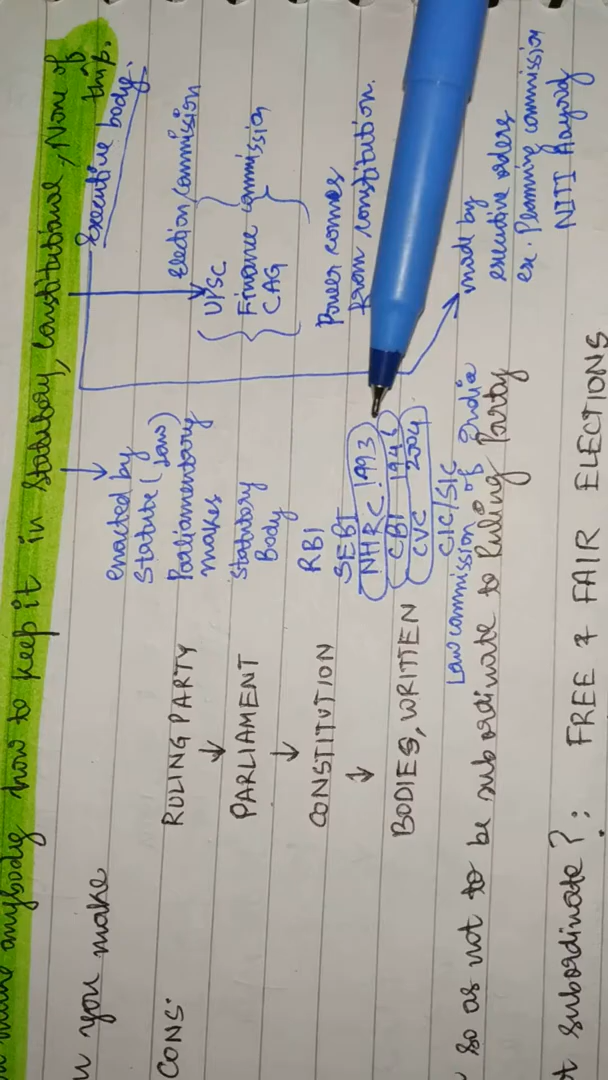 anybody how to keep it in Statutory, Constitutional, None of this.
Executive body.
u you make
enacted by
Statute (Law)
Parliamentary
makes
Statutory
Body
RBI
SEBI
NHRC 1993
CBI 1946
CVC 2004
CIC/SIC
Law commission of India
Election commission
UPSC
Finance commission
CAG
Power comes
from constitution.
made by
executive orders
ex. Planning commission
NITI Aayog
CONS.
RULING PARTY
↓
PARLIAMENT
↓
CONSTITUTION
↓
BODIES, WRITTEN
so as not to be subordinate to Ruling Party
t subordinate? : FREE & FAIR ELECTIONS